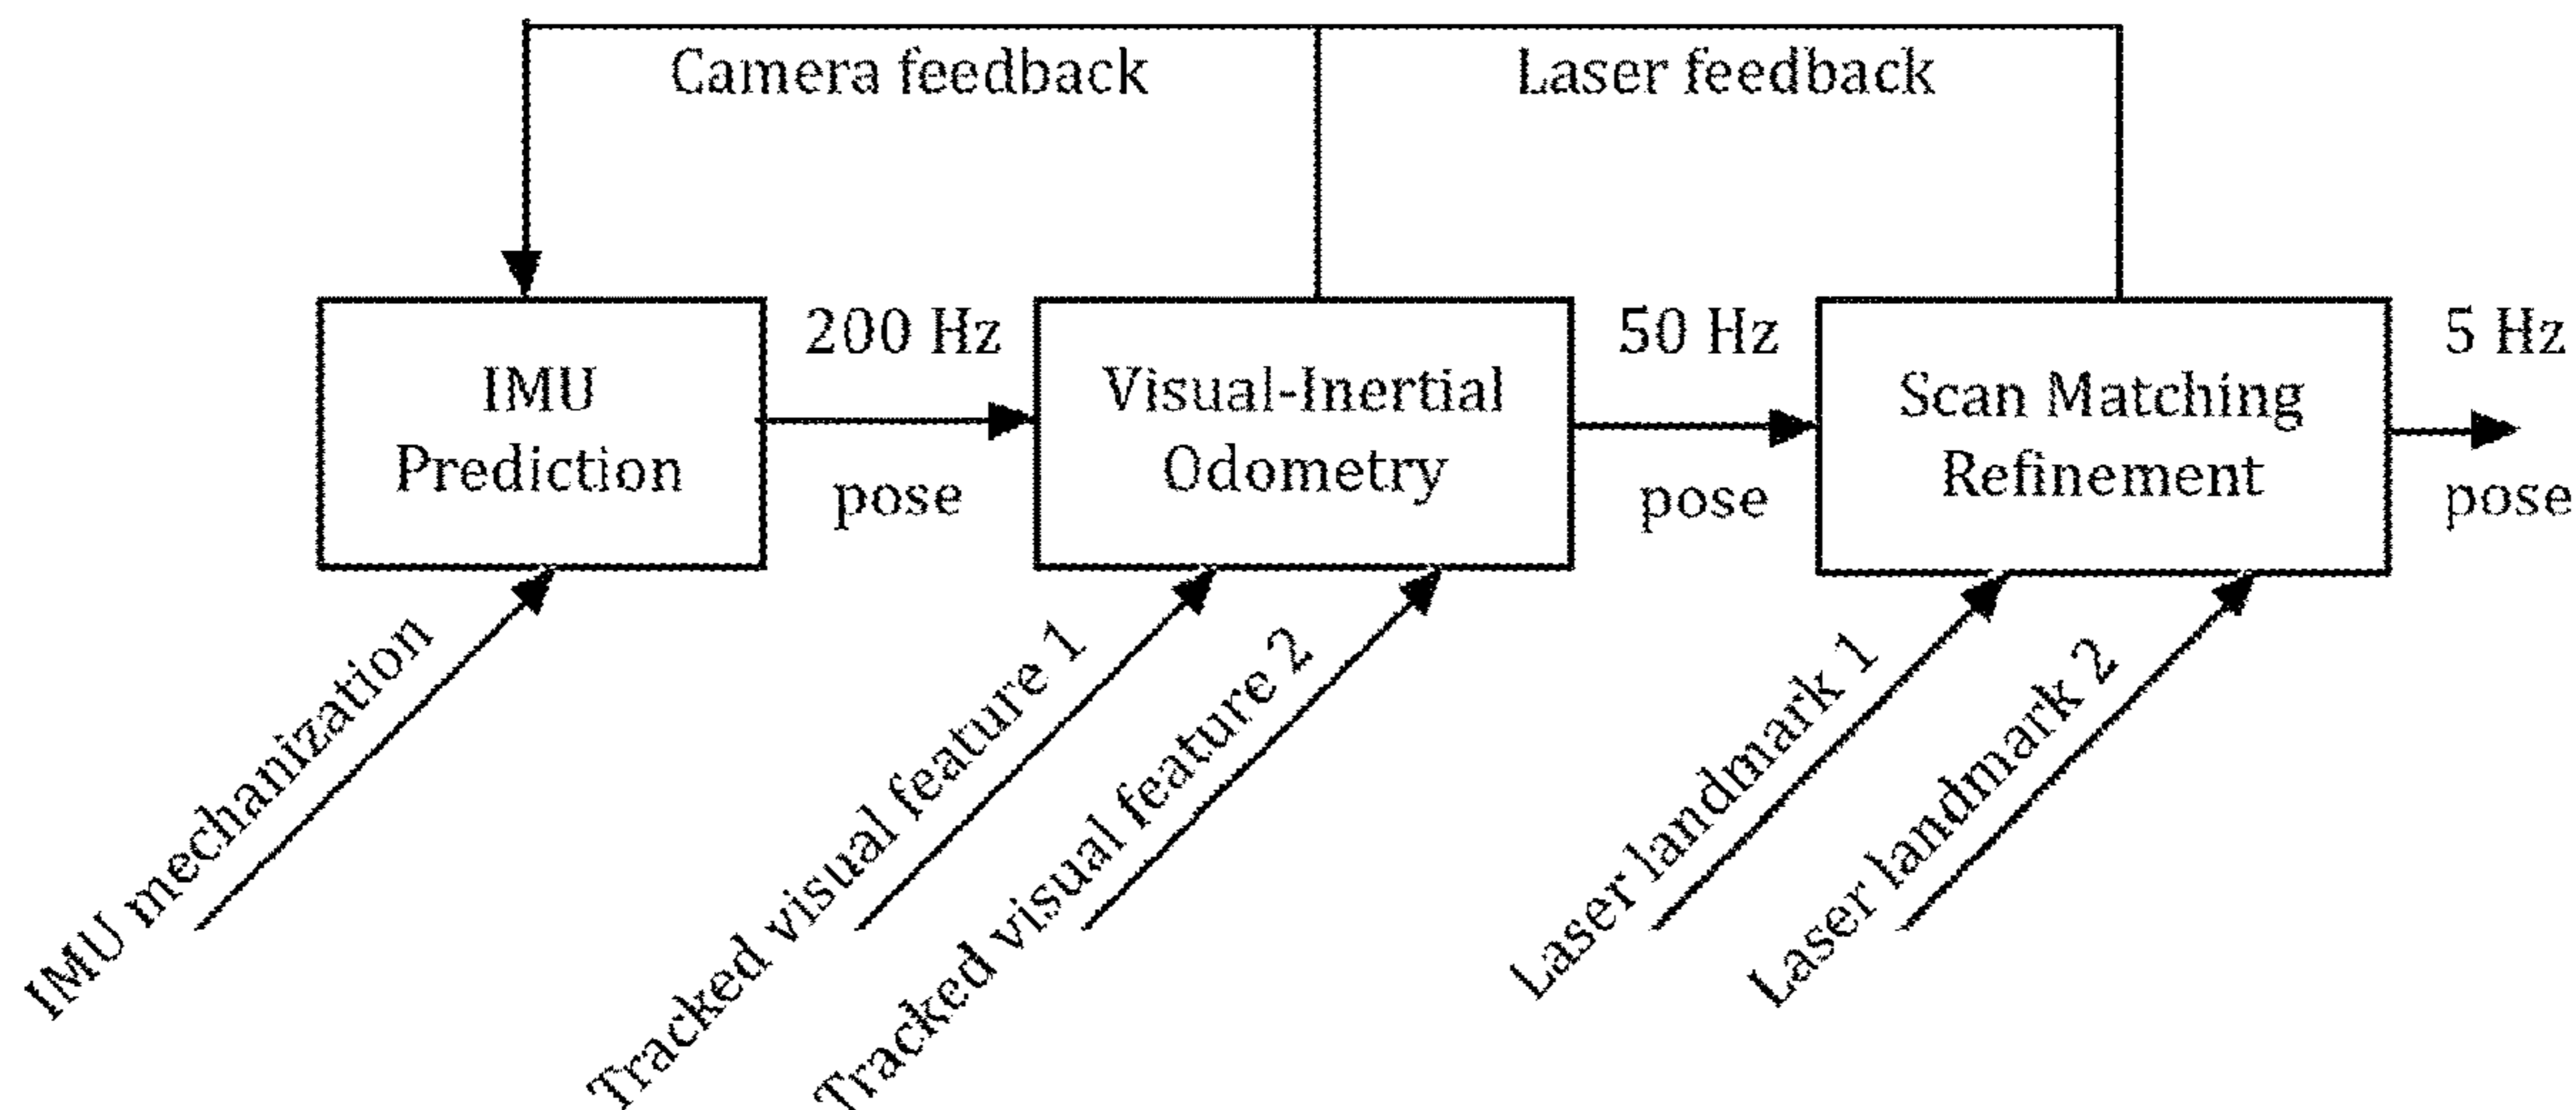 Camera feedback
Laser feedback
IMU
Prediction
200 Hz
pose
Visual-Inertial
Odometry
50 Hz
pose
Scan Matching
Refinement
5 Hz
pose
IMU mechanization
Tracked visual feature 1
Tracked visual feature 2
Laser landmark 1
Laser landmark 2